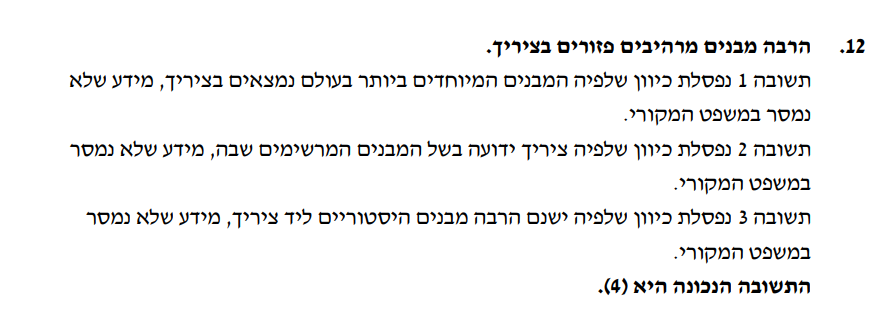 12. הרבה מבנים מרהיבים פזורים בציריך.
תשובה 1 נפסלת כיוון שלפיה המבנים המיוחדים ביותר בעולם נמצאים בציריך, מידע שלא
נמסר במשפט המקורי.
תשובה 2 נפסלת כיוון שלפיה ציריך ידועה בשל המבנים המרשימים שבה, מידע שלא נמסר
במשפט המקורי.
תשובה 3 נפסלת כיוון שלפיה ישנם הרבה מבנים היסטוריים ליד ציריך, מידע שלא נמסר
במשפט המקורי.
התשובה הנכונה היא (4).